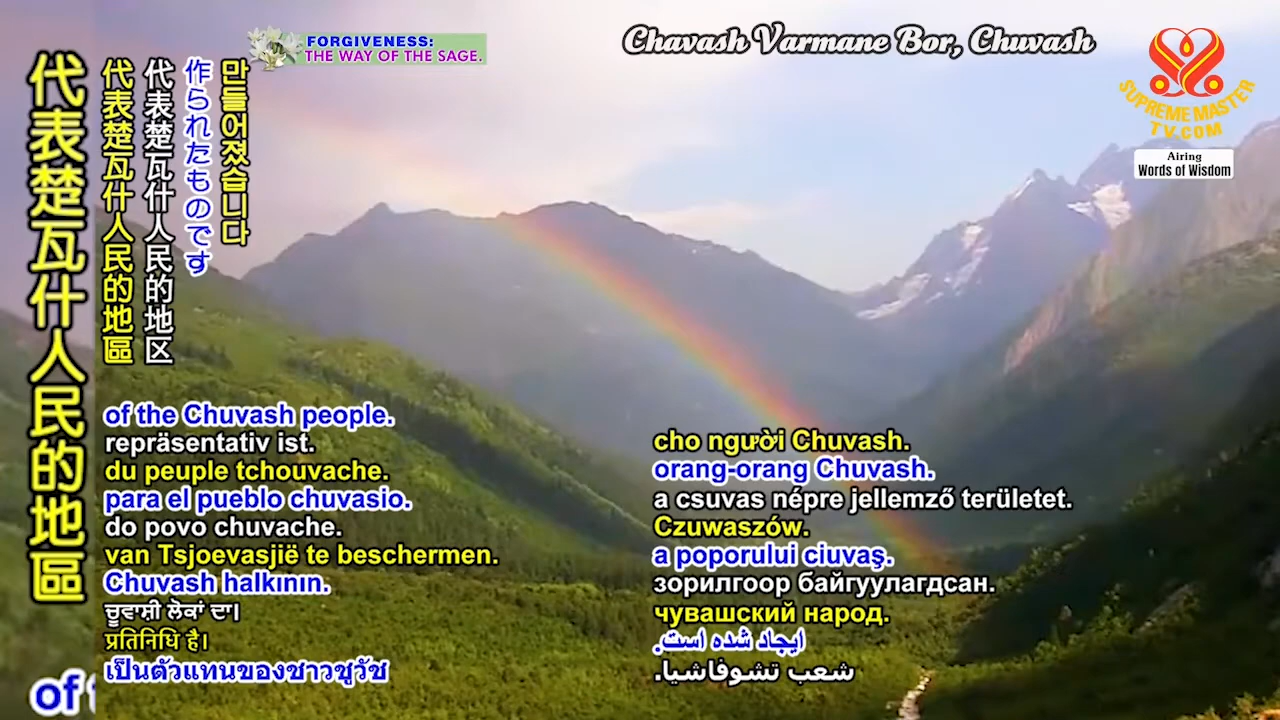 FORGIVENESS:
THE WAY OF THE SAGE.
Chavash Varmane Bor, Chuvash
SUPREME MASTER
TV.COM
Airing
Words of Wisdom
代表楚瓦什人民的地區
代表楚瓦什人民的地區
代表楚瓦什人民的地区
作られたものです
만들어졌습니다
of the Chuvash people.
repräsentativ ist.
du peuple tchouvache.
para el pueblo chuvasio.
do povo chuvache.
van Tsjoevasjië te beschermen.
Chuvash halkının.
ਚੂਵਾਸ਼ੀ ਲੋਕਾਂ ਦਾ।
प्रतिनिधि है।
เป็นตัวแทนของชาวชูวัช
cho người Chuvash.
orang-orang Chuvash.
a csuvas népre jellemző területet.
Czuwaszów.
a poporului ciuvaş.
зорилгоор байгуулагдсан.
чувашский народ.
ایجاد شده است.
شعب تشوفاشيا.
of